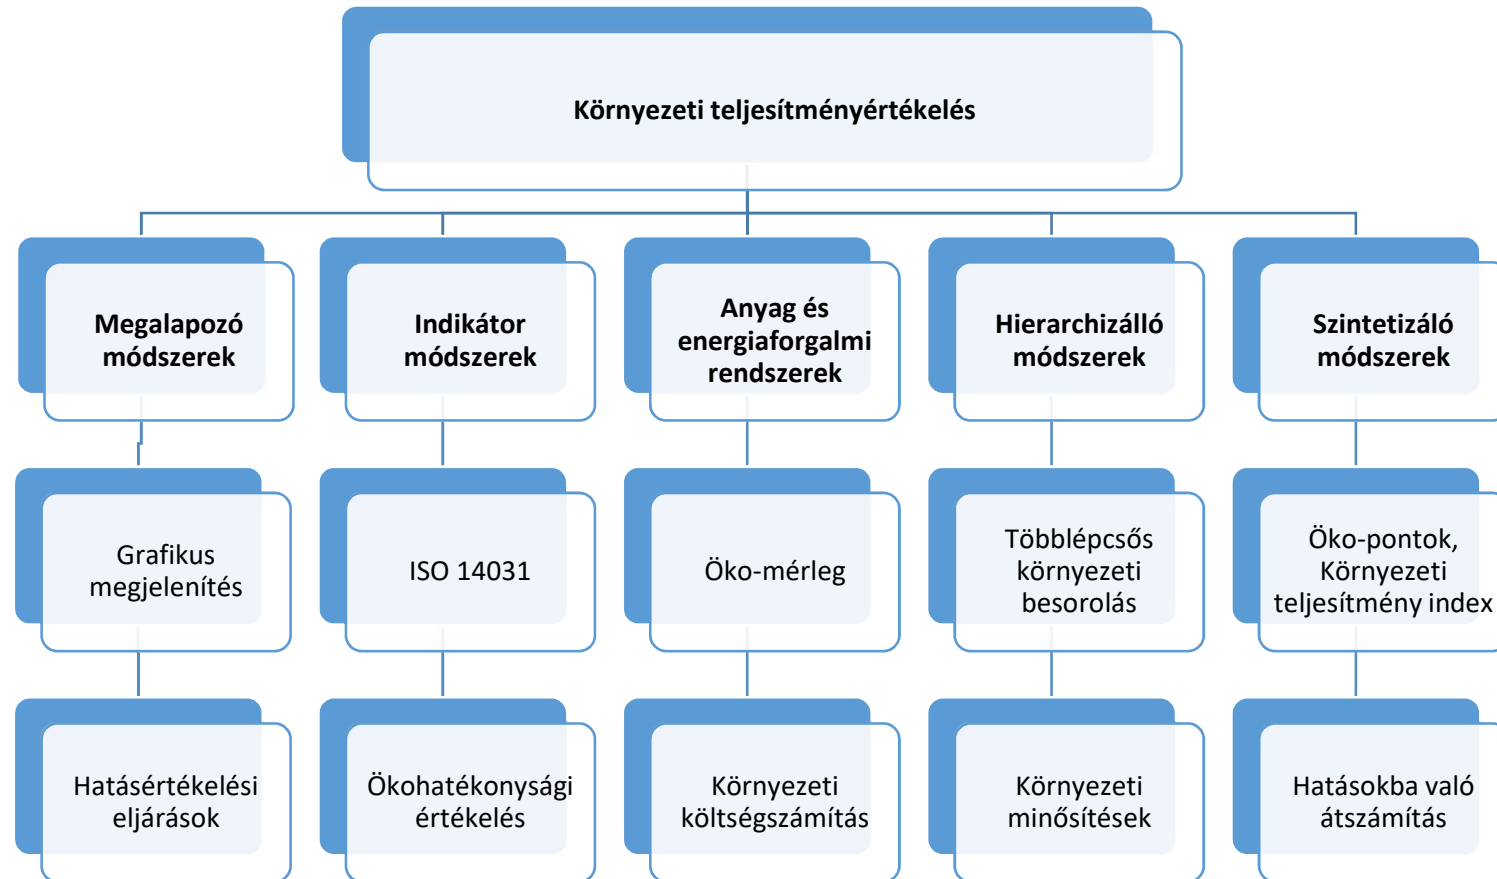 Környezeti teljesítményértékelés
Megalapozó
módszerek
Indikátor
módszerek
Anyag és
energiaforgalmi
rendszerek
Hierarchizálló
módszerek
Szintetizáló
módszerek
Grafikus
megjelenítés
ISO 14031
Öko-mérleg
Többlépcsős
környezeti
besorolás
Öko-pontok,
Környezeti
teljesítmény index
Hatásértékelési
eljárások
Ökohatékonysági
értékelés
Környezeti
költségszámítás
Környezeti
minősítések
Hatásokba való
átszámítás